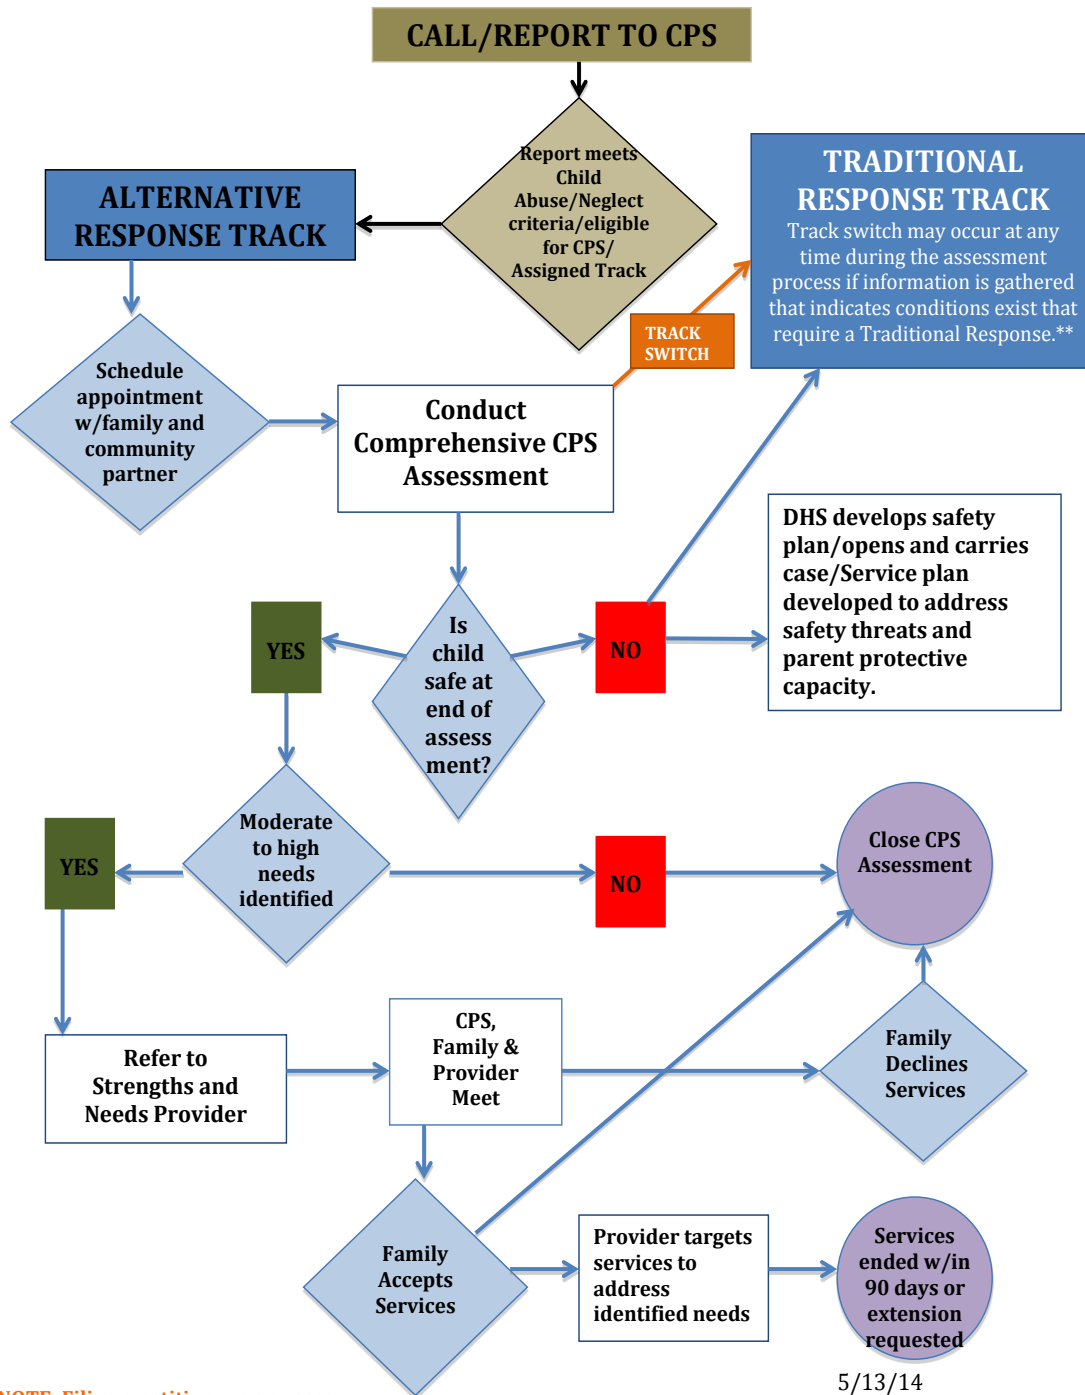 CALL/REPORT TO CPS
Report meets
Child
Abuse/Neglect
criteria/eligible
for CPS/
Assigned Track
ALTERNATIVE
RESPONSE TRACK
TRADITIONAL
RESPONSE TRACK
Track switch may occur at any
time during the assessment
process if information is gathered
that indicates conditions exist that
require a Traditional Response.**
TRACK
SWITCH
Schedule
appointment
w/family and
community
partner
Conduct
Comprehensive CPS
Assessment
DHS develops safety
plan/opens and carries
case/Service plan
developed to address
safety threats and
parent protective
capacity.
Is
child
safe at
end of
assess
ment?
YES
NO
Moderate
to high
needs
identified
YES
NO
Close CPS
Assessment
Refer to
Strengths and
Needs Provider
CPS,
Family &
Provider
Meet
Family
Declines
Services
Family
Accepts
Services
Provider targets
services to
address
identified needs
Services
ended w/in
90 days or
extension
requested
5/13/14